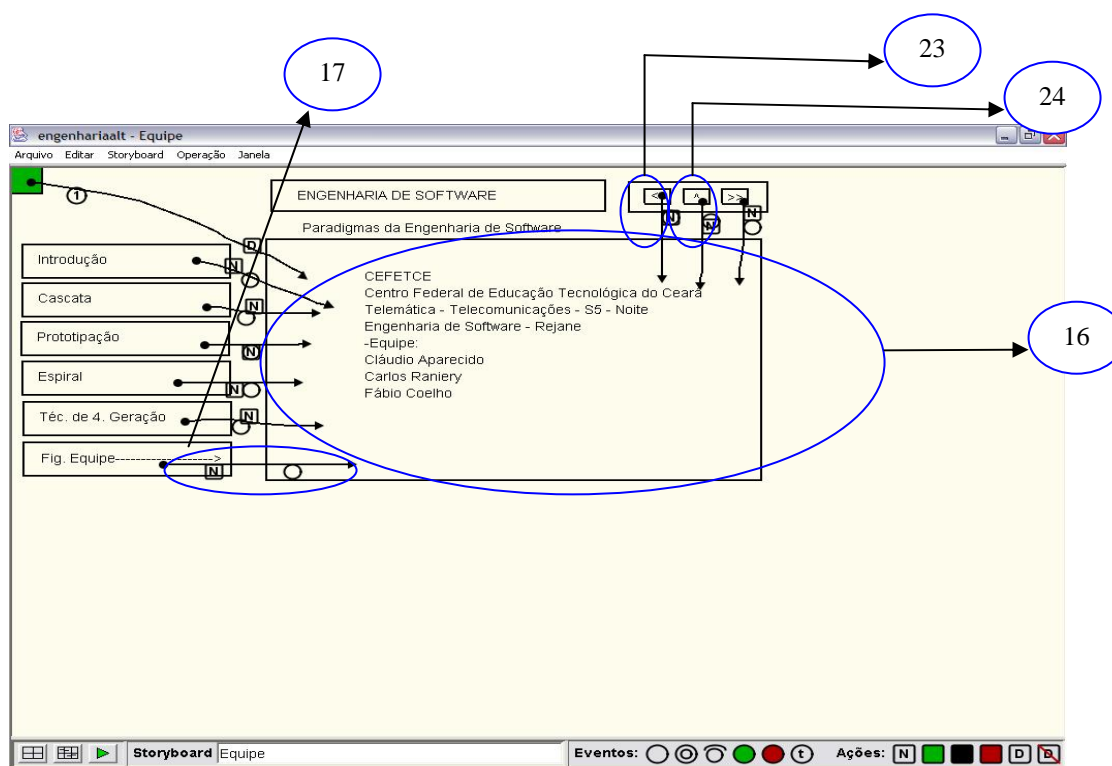 23
17
24
engenhariaalt - Equipe
Arquivo Editar Storyboard Operação Janela
1
ENGENHARIA DE SOFTWARE
<
^
>>
N
N
N
Paradigmas da Engenharia de Software
D
Introdução
N
CEFETCE
Centro Federal de Educação Tecnológica do Ceará
Cascata
N
Telemática - Telecomunicações - S5 - Noite
Engenharia de Software - Rejane
Prototipação
N
-Equipe:
16
Cláudio Aparecido
Espiral
N
Carlos Raniery
Fábio Coelho
Téc. de 4. Geração
N
Fig. Equipe-------------------->
N
Storyboard Equipe
Eventos: t Ações: N D D